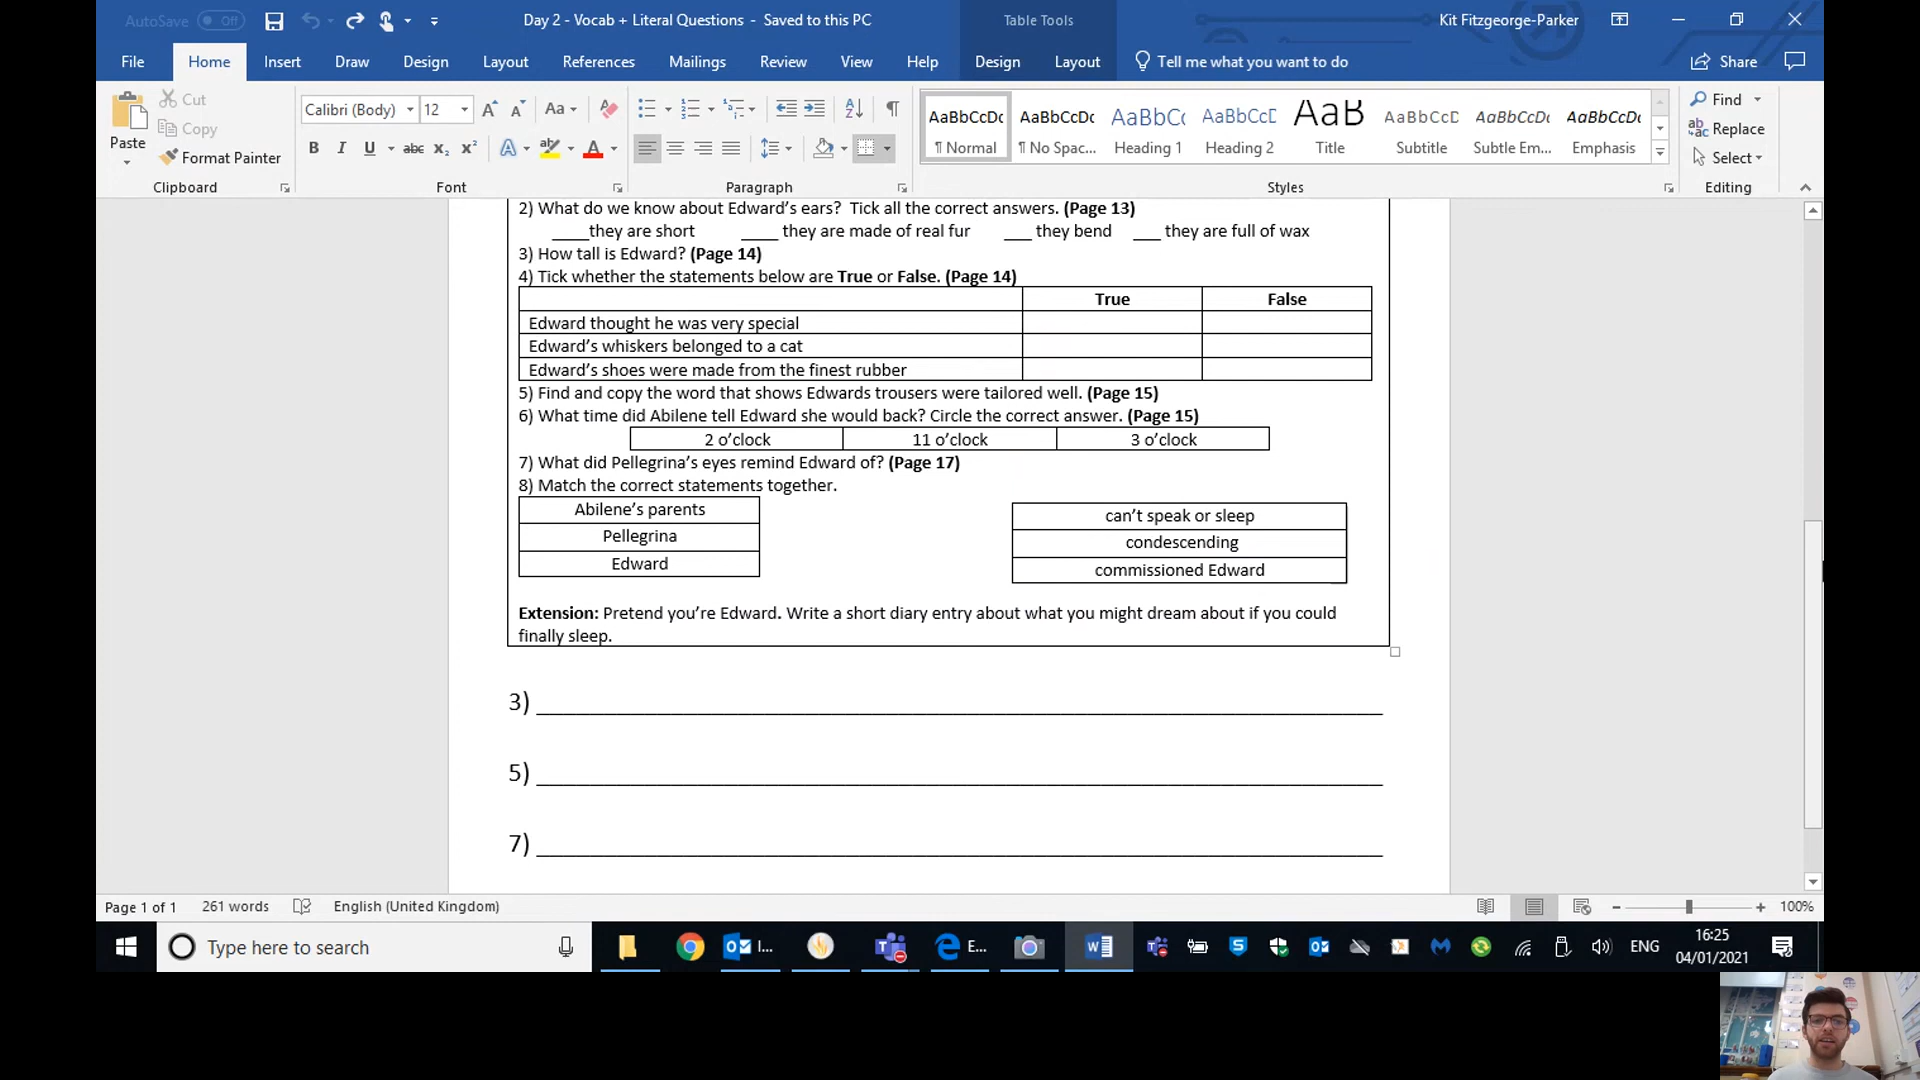 AutoSave Off
Day 2 - Vocab + Literal Questions - Saved to this PC
Table Tools
Kit Fitzgeorge-Parker
File Home Insert Draw Design Layout References Mailings Review View Help Design Layout Tell me what you want to do Share
Paste
Cut
Copy
Format Painter
Calibri (Body) 12
AaBbCcDc AaBbCcDc AaBbCc AaBbCcD AaB AaBbCcD AaBbCcDc AaBbCcDc
¶ Normal ¶ No Spac... Heading 1 Heading 2 Title Subtitle Subtle Em... Emphasis
Find
Replace
Select
Clipboard Font Paragraph Styles Editing
2) What do we know about Edward’s ears? Tick all the correct answers. (Page 13)
____they are short ____ they are made of real fur ___ they bend ___ they are full of wax
3) How tall is Edward? (Page 14)
4) Tick whether the statements below are True or False. (Page 14)
True False
Edward thought he was very special
Edward’s whiskers belonged to a cat
Edward’s shoes were made from the finest rubber
5) Find and copy the word that shows Edwards trousers were tailored well. (Page 15)
6) What time did Abilene tell Edward she would back? Circle the correct answer. (Page 15)
2 o’clock 11 o’clock 3 o’clock
7) What did Pellegrina’s eyes remind Edward of? (Page 17)
8) Match the correct statements together.
Abilene’s parents
Pellegrina
Edward
can’t speak or sleep
condescending
commissioned Edward
Extension: Pretend you’re Edward. Write a short diary entry about what you might dream about if you could
finally sleep.
3)
5)
7)
Page 1 of 1 261 words English (United Kingdom) 100%
Type here to search
I...
E...
ENG
16:25
04/01/2021